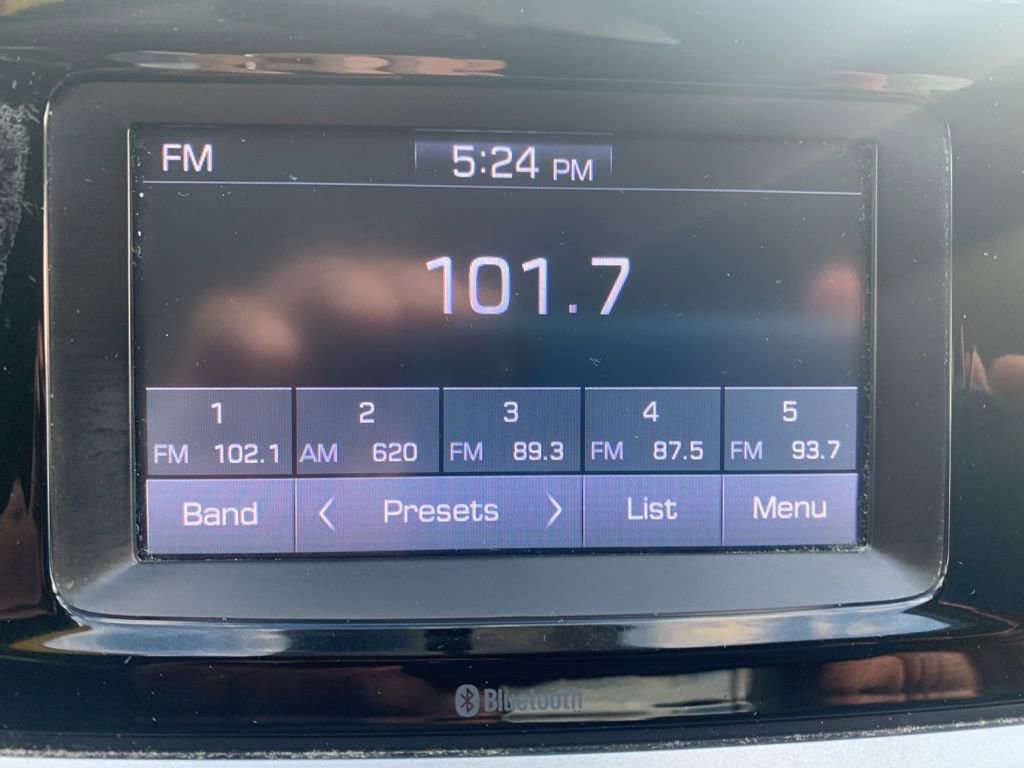 FM 5:24 PM
101.7
1 2 3 4 5
FM 102.1 AM 620 FM 89.3 FM 87.5 FM 93.7
Band < Presets > List Menu
Bluetooth